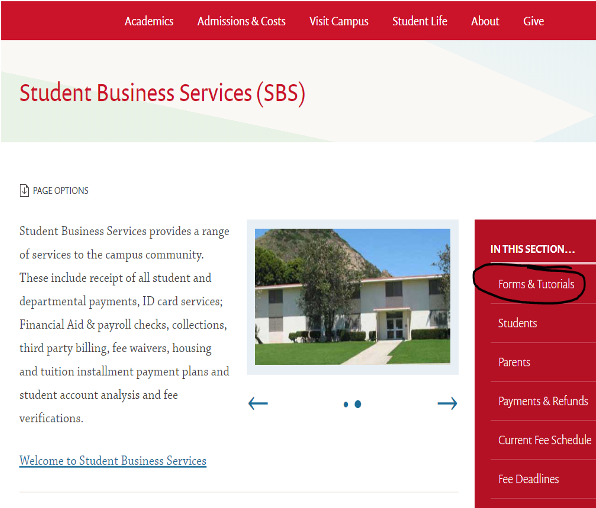 Academics Admissions & Costs Visit Campus Student Life About Give
Student Business Services (SBS)
PAGE OPTIONS
Student Business Services provides a range
of services to the campus community.
These include receipt of all student and
departmental payments, ID card services;
Financial Aid & payroll checks, collections,
third party billing, fee waivers, housing
and tuition installment payment plans and
student account analysis and fee
verifications.
Welcome to Student Business Services
IN THIS SECTION...
Forms & Tutorials
Students
Parents
Payments & Refunds
Current Fee Schedule
Fee Deadlines